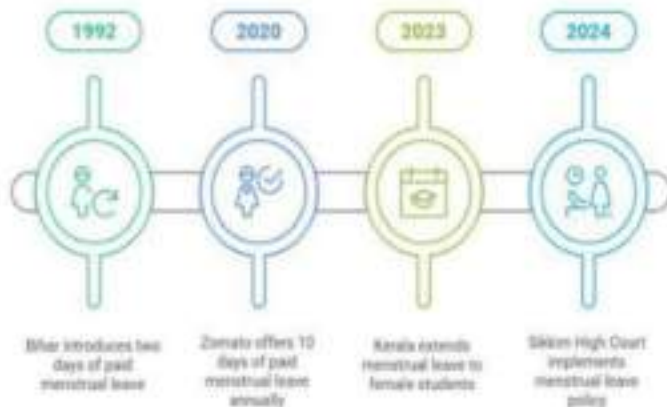 1992
2020
2023
2024
Bihar introduces two
days of paid
menstrual leave
Zomato offers 10
days of paid
menstrual leave
annually
Kerala extends
menstrual leave to
female students
Sikkim High Court
implements
menstrual leave
policy